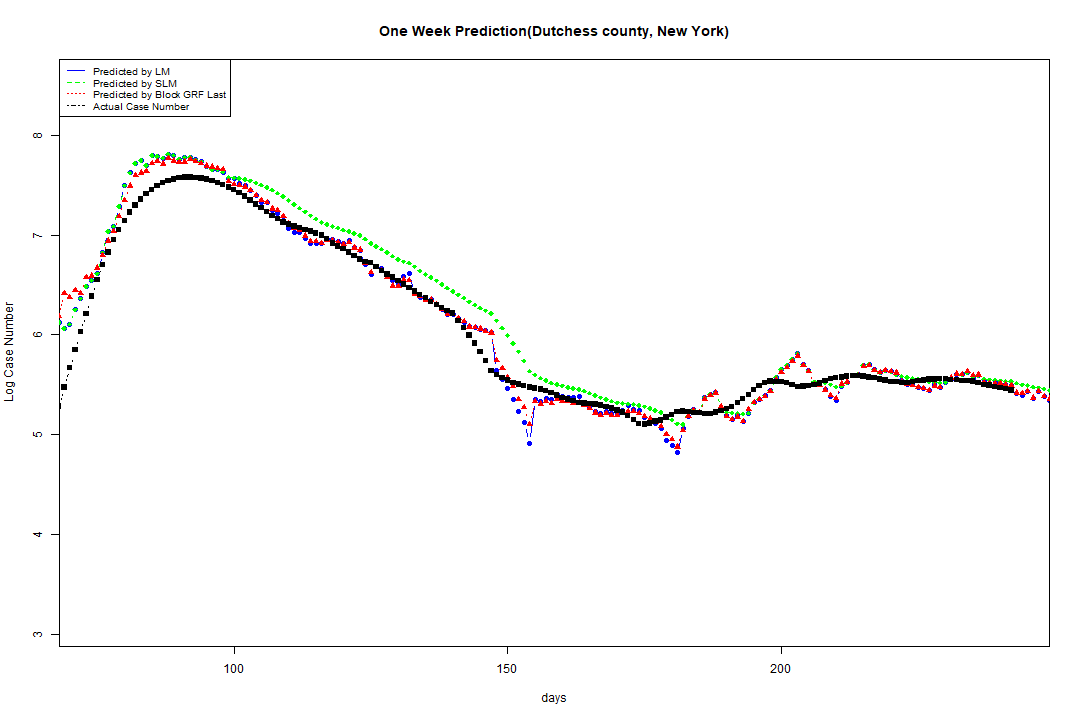 One Week Prediction(Dutchess county, New York)
Predicted by LM
Predicted by SLM
Predicted by Block GRF Last
Actual Case Number
8
7
6
5
4
3
Log Case Number
100
150
200
days